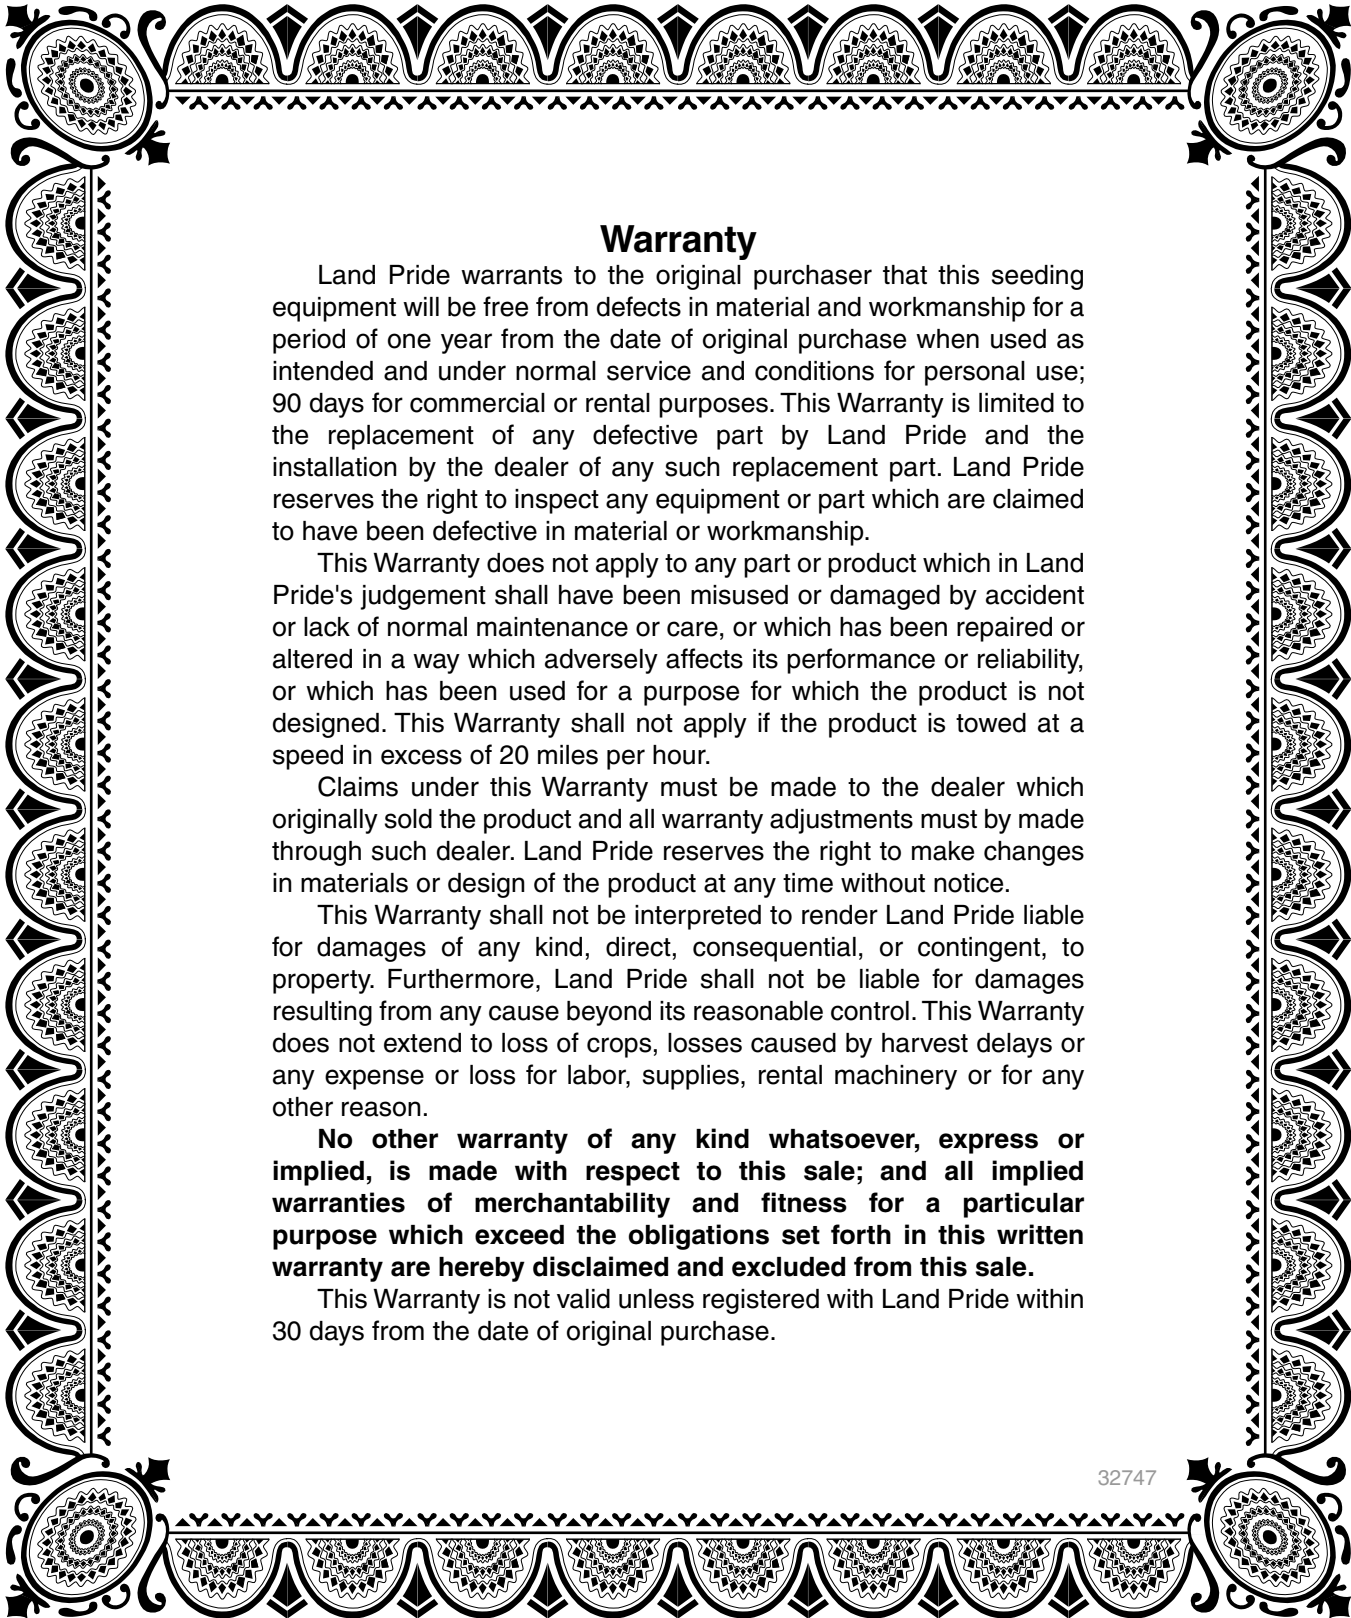 Warranty
Land Pride warrants to the original purchaser that this seeding
equipment will be free from defects in material and workmanship for a
period of one year from the date of original purchase when used as
intended and under normal service and conditions for personal use;
90 days for commercial or rental purposes. This Warranty is limited to
the replacement of any defective part by Land Pride and the
installation by the dealer of any such replacement part. Land Pride
reserves the right to inspect any equipment or part which are claimed
to have been defective in material or workmanship.
This Warranty does not apply to any part or product which in Land
Pride's judgement shall have been misused or damaged by accident
or lack of normal maintenance or care, or which has been repaired or
altered in a way which adversely affects its performance or reliability,
or which has been used for a purpose for which the product is not
designed. This Warranty shall not apply if the product is towed at a
speed in excess of 20 miles per hour.
Claims under this Warranty must be made to the dealer which
originally sold the product and all warranty adjustments must by made
through such dealer. Land Pride reserves the right to make changes
in materials or design of the product at any time without notice.
This Warranty shall not be interpreted to render Land Pride liable
for damages of any kind, direct, consequential, or contingent, to
property. Furthermore, Land Pride shall not be liable for damages
resulting from any cause beyond its reasonable control. This Warranty
does not extend to loss of crops, losses caused by harvest delays or
any expense or loss for labor, supplies, rental machinery or for any
other reason.
No other warranty of any kind whatsoever, express or
implied, is made with respect to this sale; and all implied
warranties of merchantability and fitness for a particular
purpose which exceed the obligations set forth in this written
warranty are hereby disclaimed and excluded from this sale.
This Warranty is not valid unless registered with Land Pride within
30 days from the date of original purchase.
32747